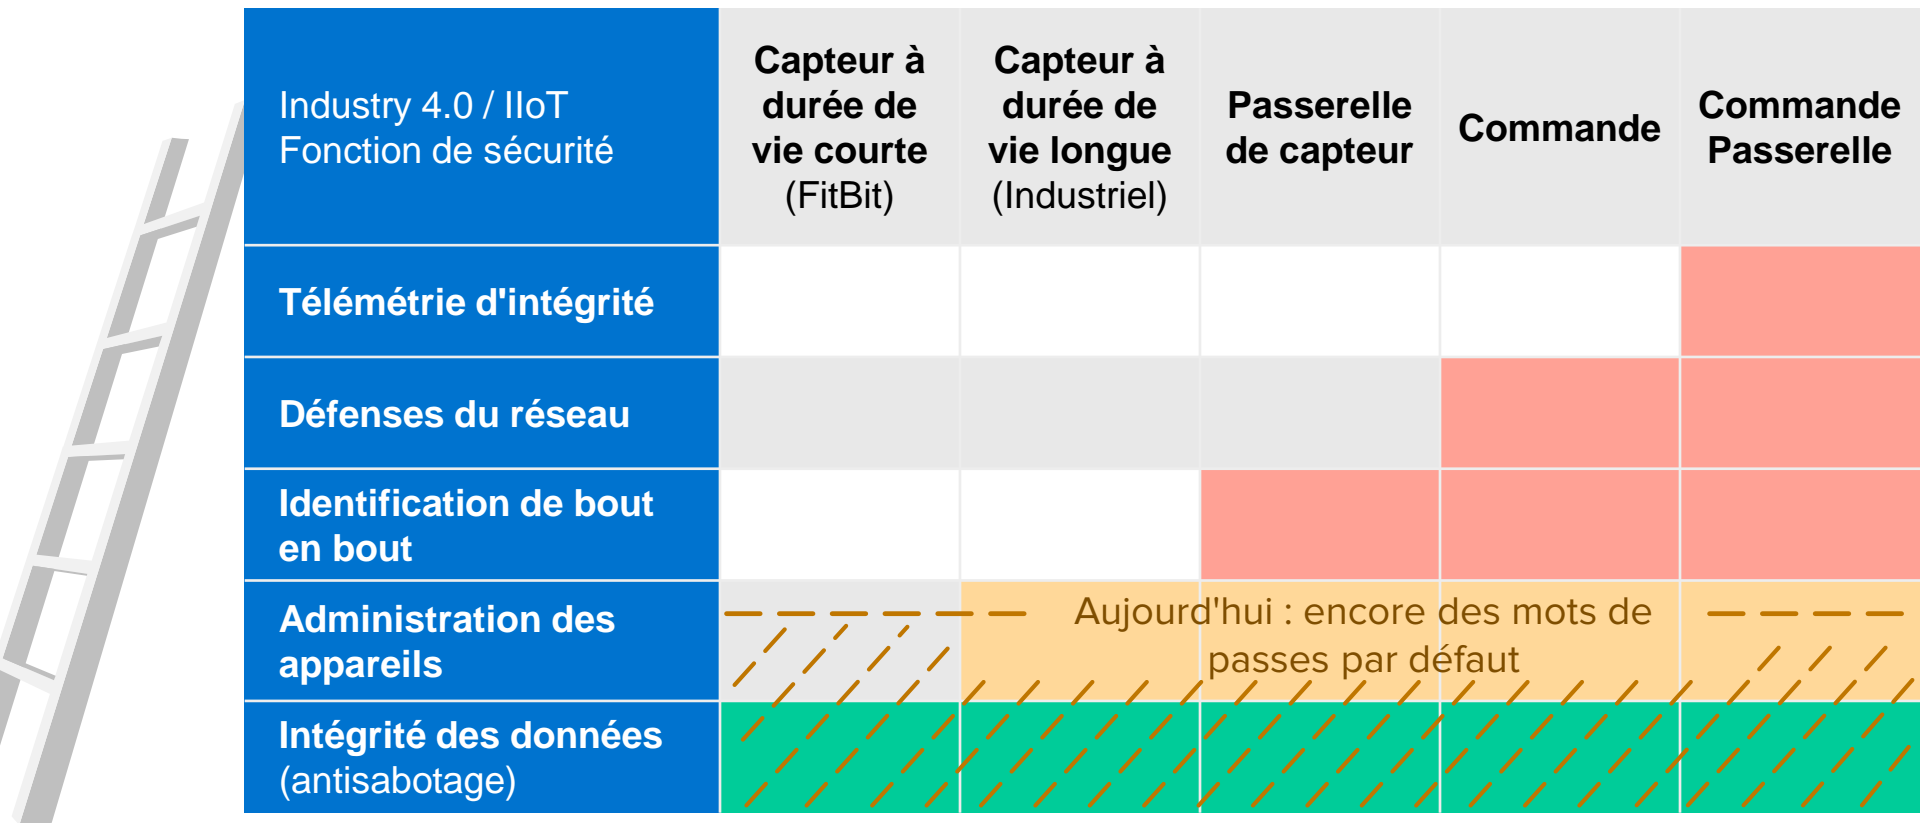 Industry 4.0 / IIoT
Fonction de sécurité
Capteur à
durée de
vie courte
(FitBit)
Capteur à
durée de
vie longue
(Industriel)
Passerelle
de capteur
Commande
Commande
Passerelle
Télémétrie d'intégrité
Défenses du réseau
Identification de bout
en bout
Administration des
appareils
Aujourd'hui : encore des mots de
passes par défaut
Intégrité des données
(antisabotage)